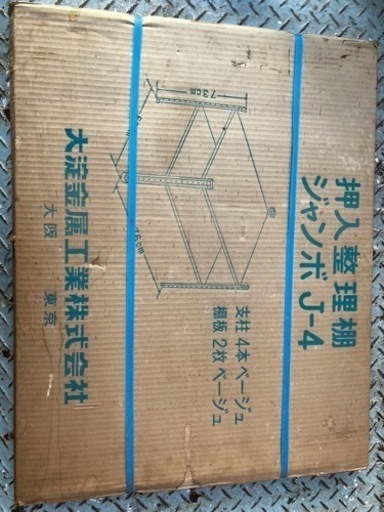 押入整理棚
ジャンボ J-4
73cm
76cm
支柱 4本 ベージュ
棚板 2枚 ベージュ
大淀金属工業株式会社
大阪 東京